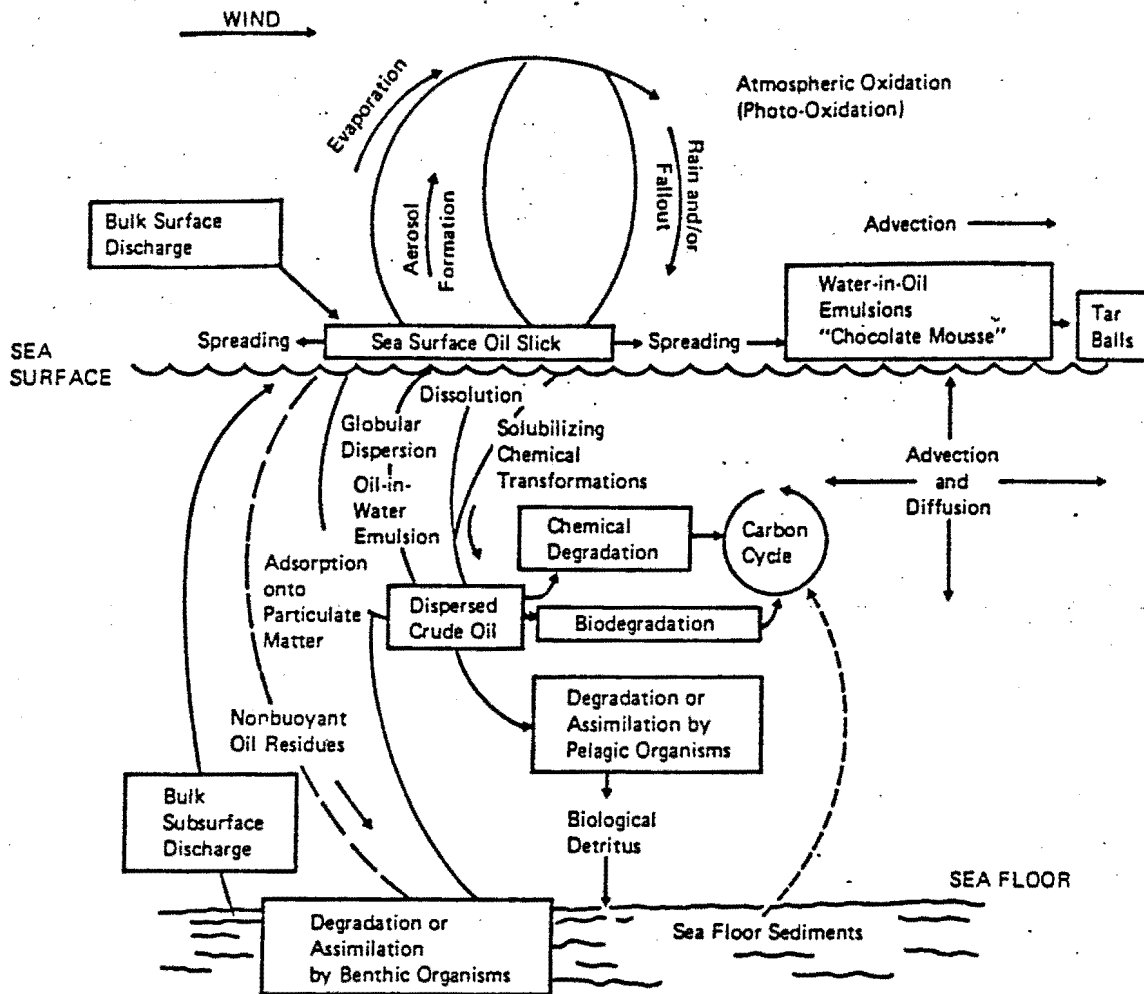 WIND
Evaporation
Aerosol
Formation
Rain and/or
Fallout
Atmospheric Oxidation
(Photo-Oxidation)
Bulk Surface
Discharge
Advection
Water-in-Oil
Emulsions
"Chocolate Mousse"
Tar
Balls
Spreading
Sea Surface Oil Slick
Spreading
SEA
SURFACE
Dissolution
Globular
Dispersion
Solubilizing
Chemical
Transformations
Oil-in-
Water
Emulsion
Advection
and
Diffusion
Chemical
Degradation
Carbon
Cycle
Adsorption
onto
Particulate
Matter
Dispersed
Crude Oil
Biodegradation
Degradation or
Assimilation by
Pelagic Organisms
Nonbuoyant
Oil Residues
Bulk
Subsurface
Discharge
Biological
Detritus
SEA FLOOR
Degradation or
Assimilation
by Benthic Organisms
Sea Floor Sediments